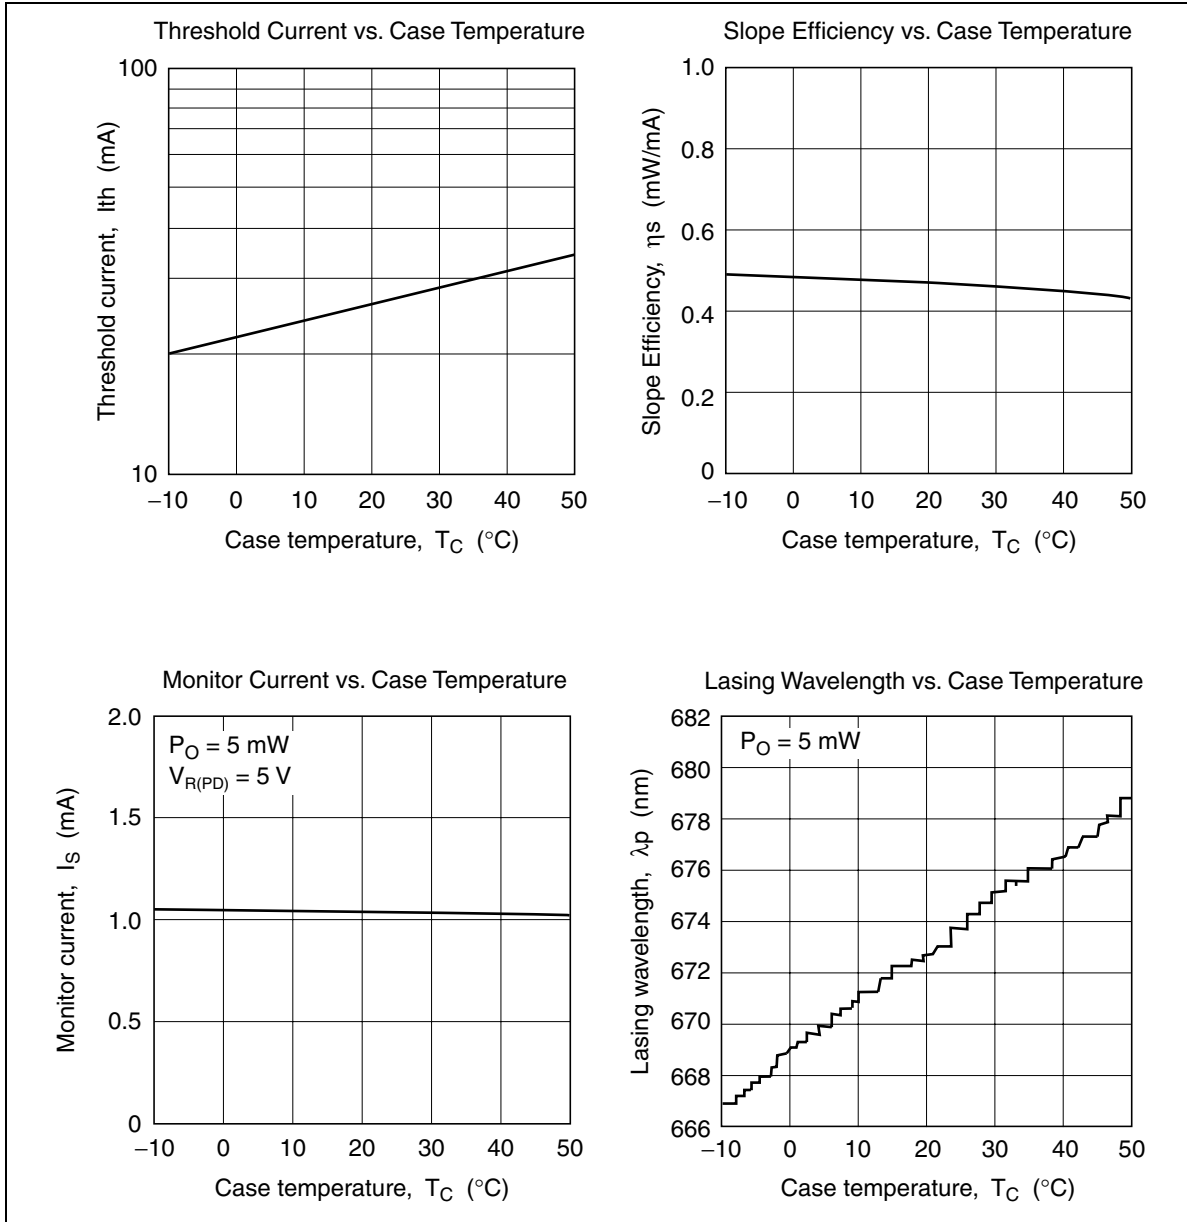 Threshold Current vs. Case Temperature
100
10
Threshold current, Ith (mA)
−10 0 10 20 30 40 50
Case temperature, TC (°C)
Slope Efficiency vs. Case Temperature
1.0
0.8
0.6
0.4
0.2
0
Slope Efficiency, ηs (mW/mA)
−10 0 10 20 30 40 50
Case temperature, TC (°C)
Monitor Current vs. Case Temperature
2.0
1.5
1.0
0.5
0
Monitor current, IS (mA)
PO = 5 mW
VR(PD) = 5 V
−10 0 10 20 30 40 50
Case temperature, TC (°C)
Lasing Wavelength vs. Case Temperature
682
680
678
676
674
672
670
668
666
Lasing wavelength, λp (nm)
PO = 5 mW
−10 0 10 20 30 40 50
Case temperature, TC (°C)